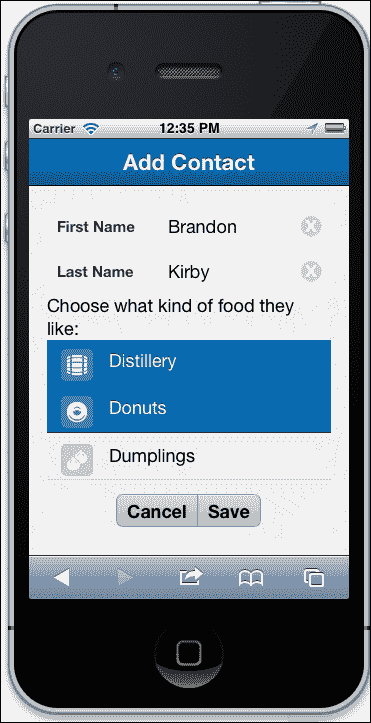 Carrier 12:35 PM
Add Contact
First Name Brandon
Last Name Kirby
Choose what kind of food they
like:
Distillery
Donuts
Dumplings
Cancel Save